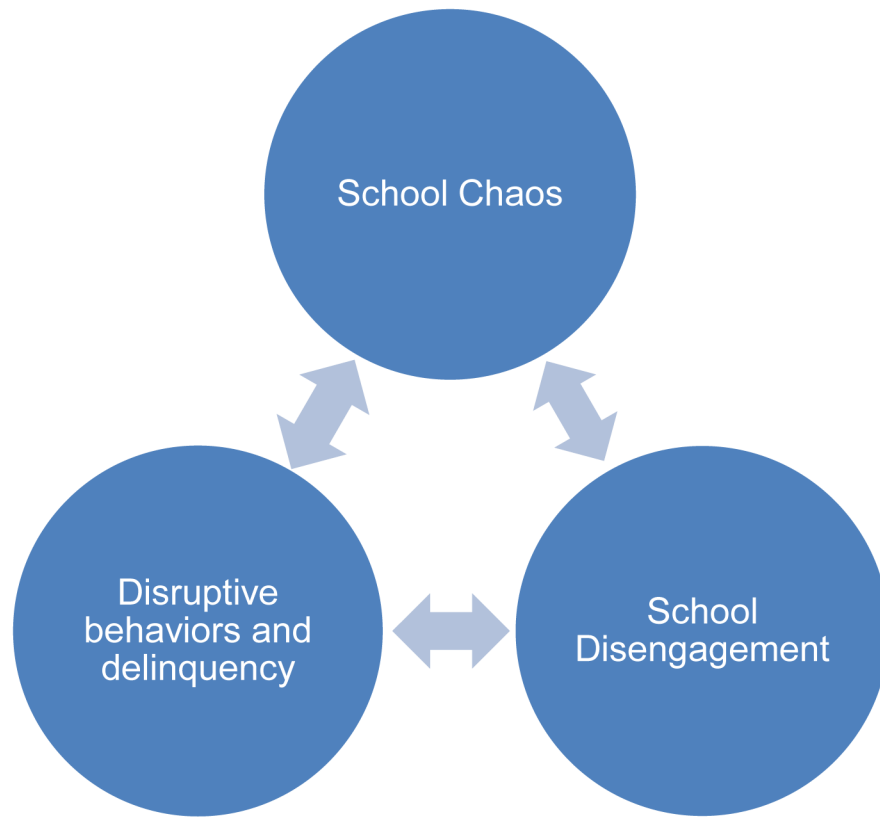 School Chaos
Disruptive
behaviors and
delinquency
School
Disengagement